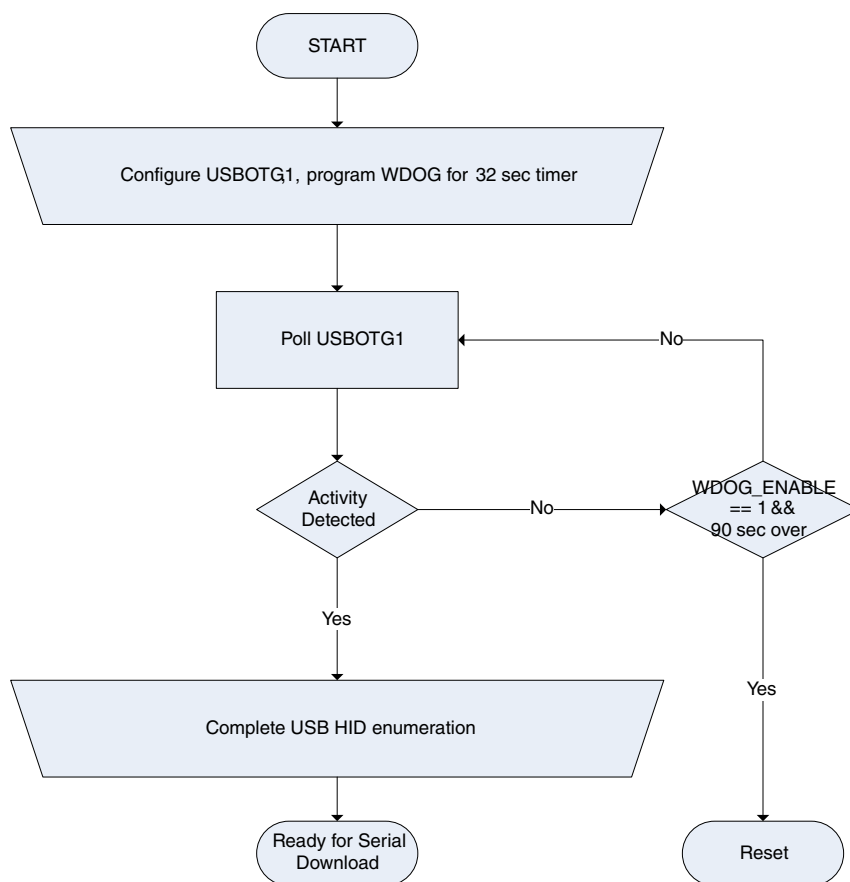 START
Configure USBOTG1, program WDOG for 32 sec timer
Poll USBOTG1
No
Activity
Detected
No
WDOG_ENABLE
== 1 &&
90 sec over
Yes
Yes
Complete USB HID enumeration
Ready for Serial
Download
Reset